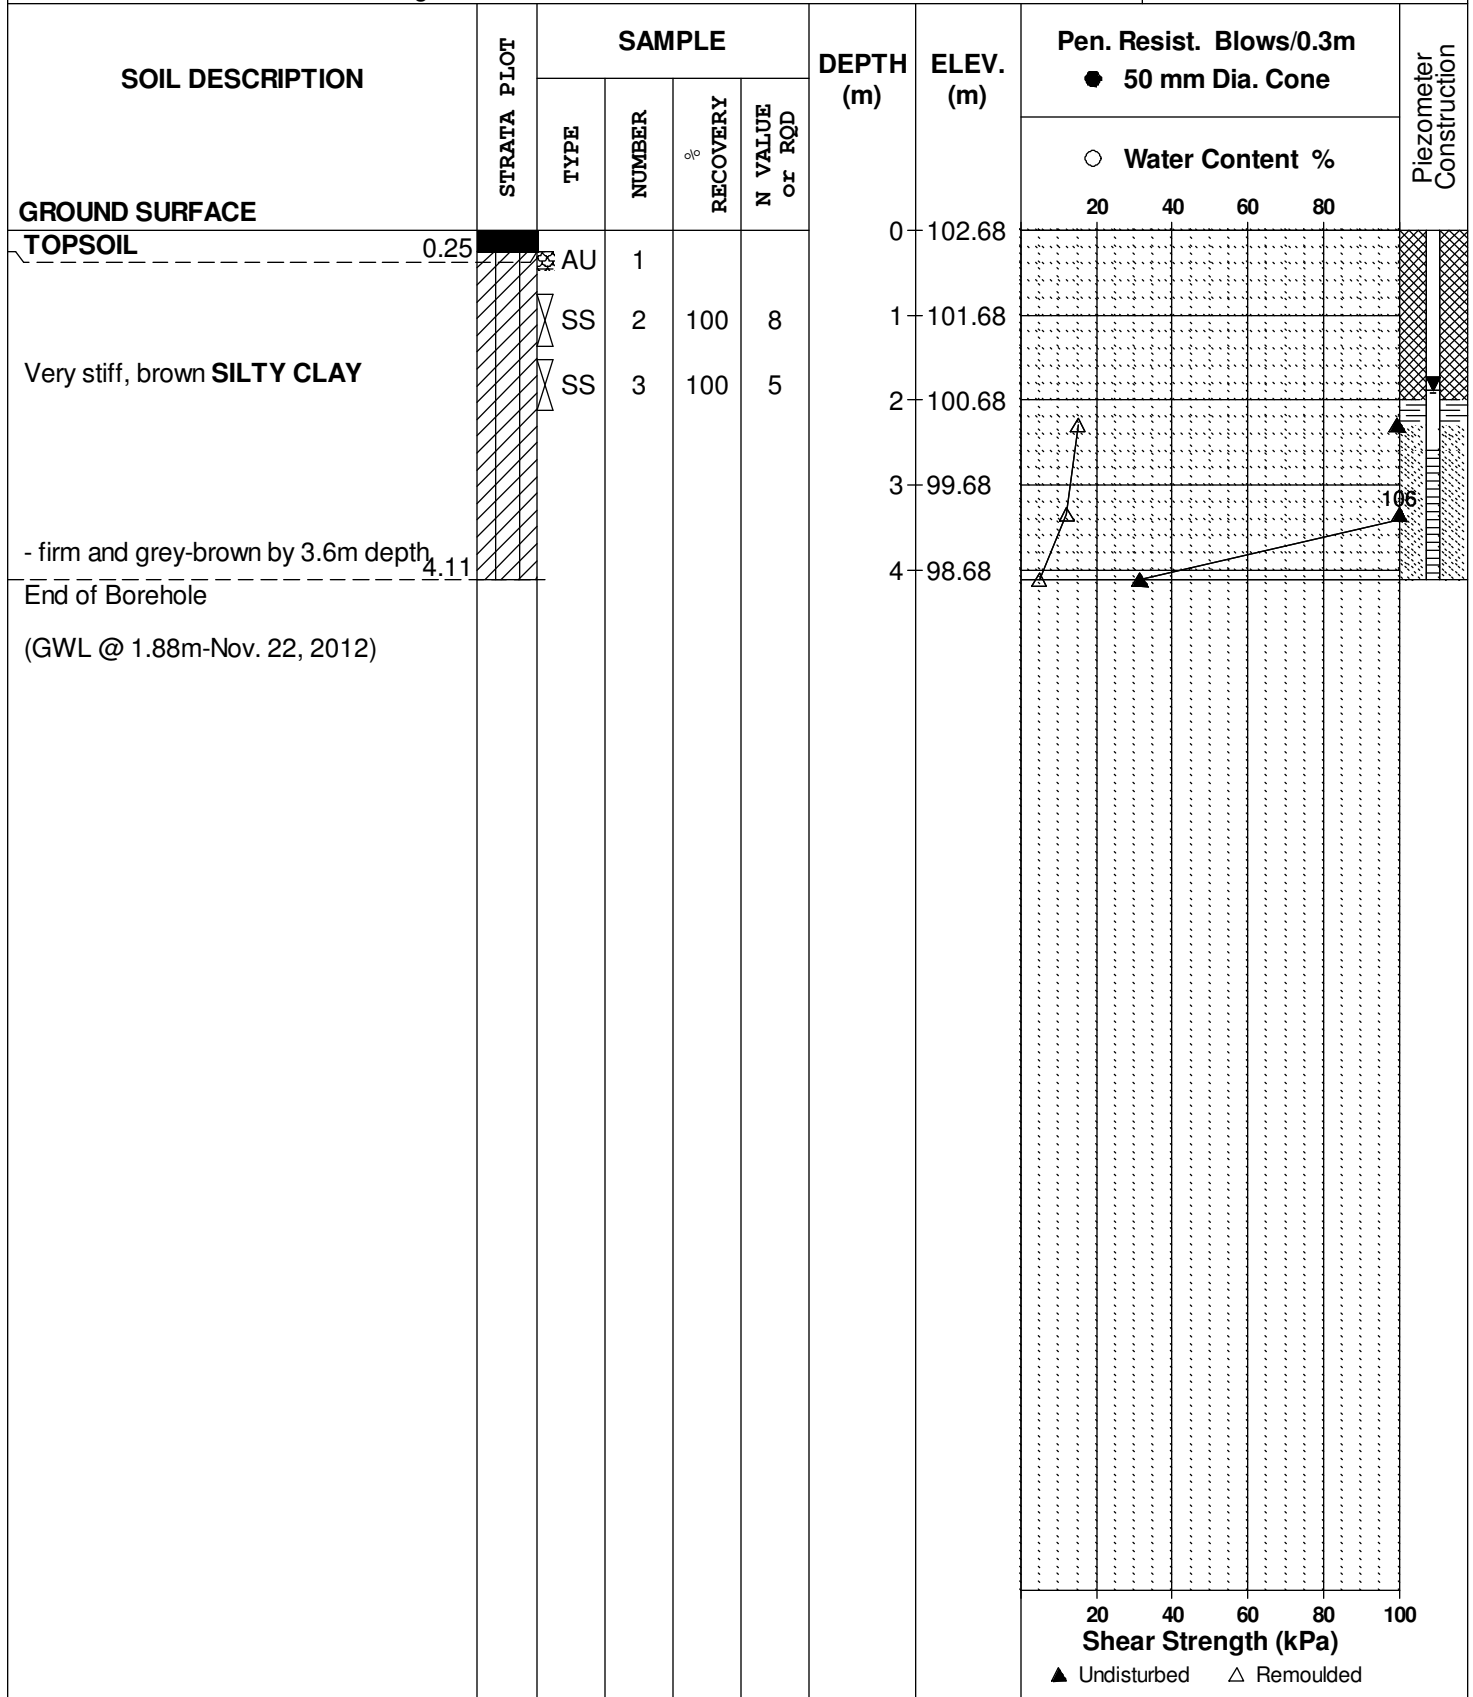 SOIL DESCRIPTION
GROUND SURFACE
STRATA PLOT
SAMPLE
TYPE
NUMBER
%
RECOVERY
N VALUE
or RQD
DEPTH
(m)
ELEV.
(m)
Pen. Resist. Blows/0.3m
● 50 mm Dia. Cone
○ Water Content %
20 40 60 80
Piezometer
Construction
TOPSOIL 0.25
AU 1
0 102.68
SS 2 100 8
1 101.68
Very stiff, brown SILTY CLAY
SS 3 100 5
2 100.68
3 99.68
106
- firm and grey-brown by 3.6m depth
4.11
4 98.68
End of Borehole
(GWL @ 1.88m-Nov. 22, 2012)
20 40 60 80 100
Shear Strength (kPa)
▲ Undisturbed △ Remoulded